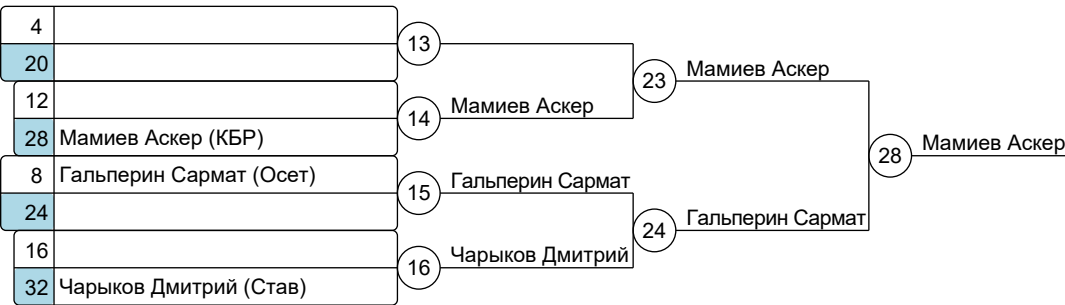 4
20
12
28 Мамиев Аскер (КБР)
8 Гальперин Сармат (Осет)
24
16
32 Чарыков Дмитрий (Став)
13
14
15
16
Мамиев Аскер
Гальперин Сармат
Чарыков Дмитрий
23
24
Мамиев Аскер
Гальперин Сармат
28
Мамиев Аскер